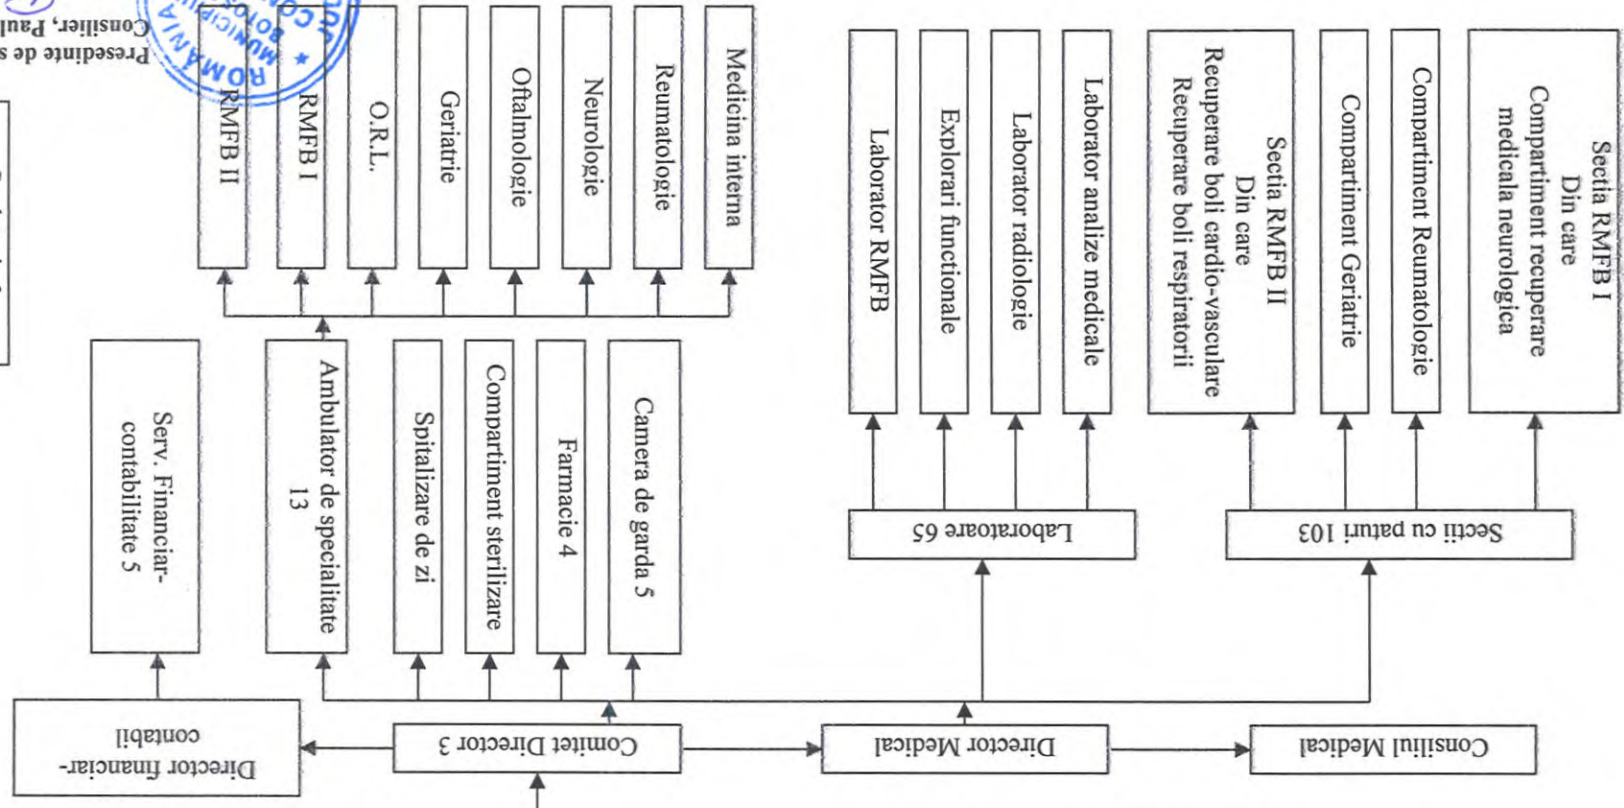 Consiliul Medical
Director Medical
Comitet Director 3
Director financiar-
contabil
Sectii cu paturi 103
Laboratoare 65
Sectia RMFB I
Din care
Compartiment recuperare
medicala neurologica
Compartiment Reumatologie
Compartiment Geriatrie
Sectia RMFB II
Din care
Recuperare boli cardio-vasculare
Recuperare boli respiratorii
Laborator analize medicale
Laborator radiologie
Explorari functionale
Laborator RMFB
Camera de garda 5
Farmacie 4
Compartiment sterilizare
Spitalizare de zi
Ambulator de specialitate
13
Serv. Financiar-
contabilitate 5
Medicina interna
Reumatologie
Neurologie
Oftalmologie
Geriatrie
O.R.L.
RMFB I
RMFB II
Presedinte de
Consilier,
ROMÂNIA
MUNICIPIU